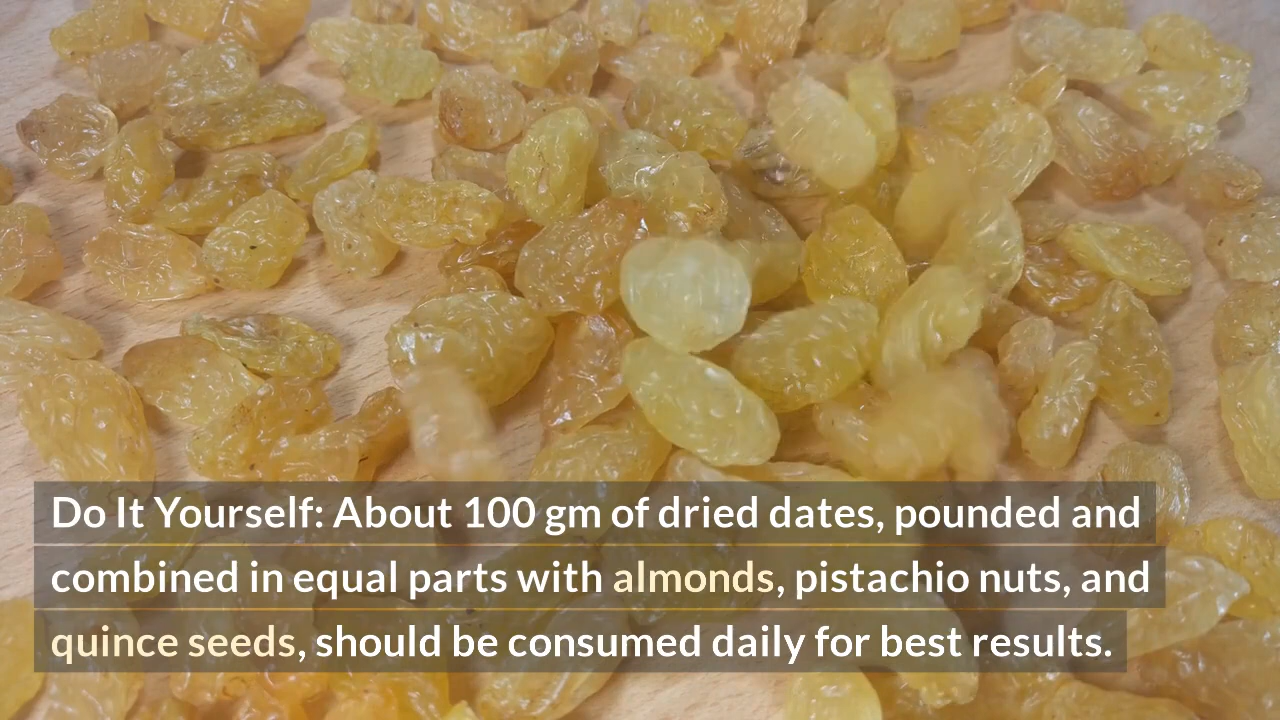 Do It Yourself: About 100 gm of dried dates, pounded and
combined in equal parts with almonds, pistachio nuts, and
quince seeds, should be consumed daily for best results.